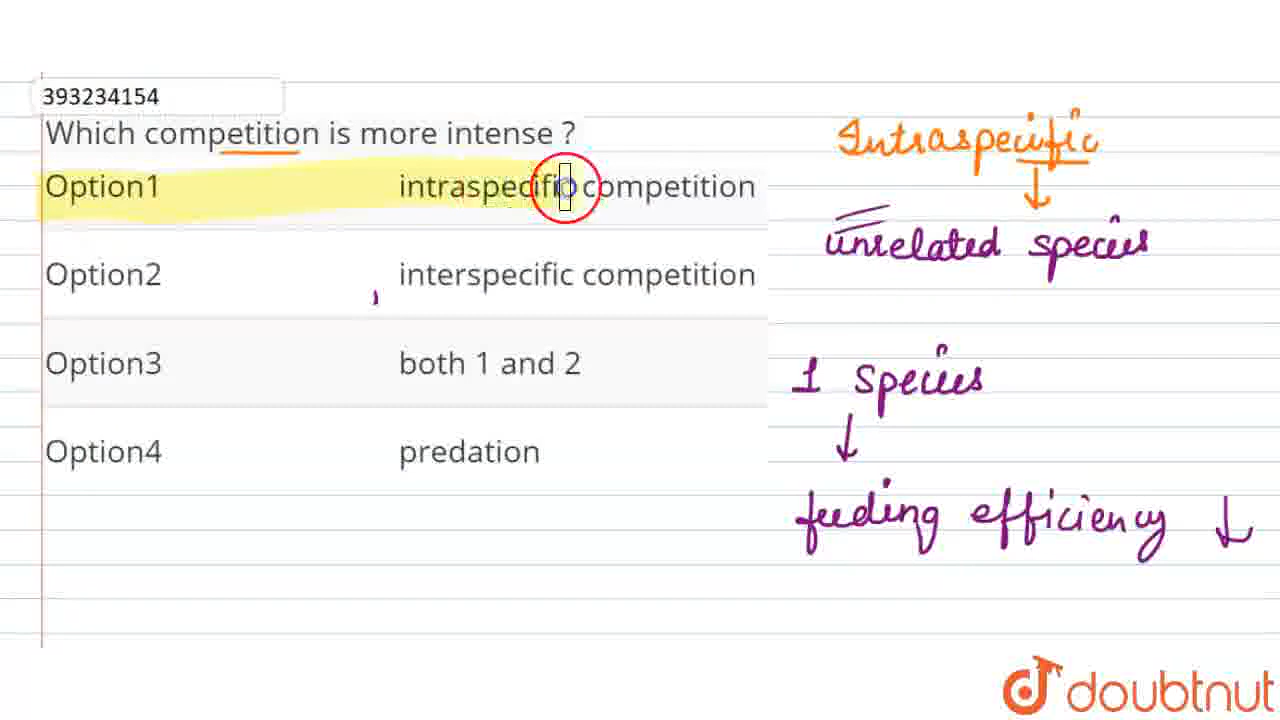 393234154
Which competition is more intense ?
Option1 intraspecific competition
Option2 interspecific competition
Option3 both 1 and 2
Option4 predation
Intraspecific
↓
unrelated species
1 Species
↓
feeding efficiency ↓
doubtnut